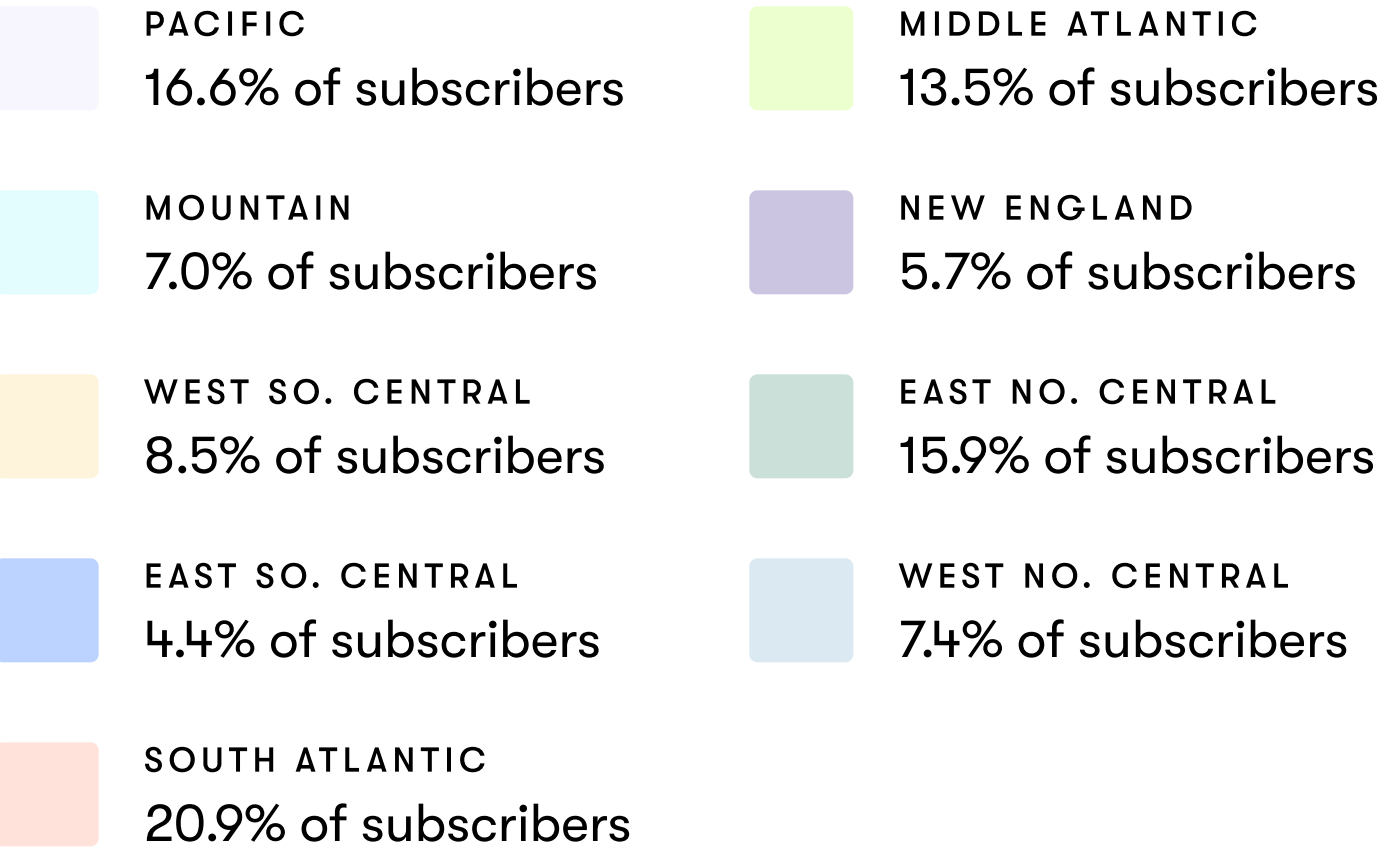 PACIFIC
16.6% of subscribers
MOUNTAIN
7.0% of subscribers
WEST SO. CENTRAL
8.5% of subscribers
EAST SO. CENTRAL
4.4% of subscribers
SOUTH ATLANTIC
20.9% of subscribers
MIDDLE ATLANTIC
13.5% of subscribers
NEW ENGLAND
5.7% of subscribers
EAST NO. CENTRAL
15.9% of subscribers
WEST NO. CENTRAL
7.4% of subscribers